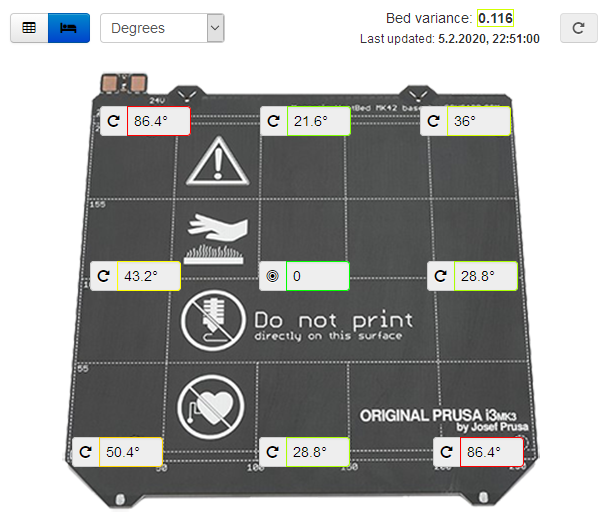 Degrees
Bed variance: 0.116
Last updated: 5.2.2020, 22:51:00
24V
MK42
86.4°
21.6°
36°
155
43.2°
0
28.8°
Do not print
directly on this surface
55
ORIGINAL PRUSA i3MK3
by Josef Prusa
50.4°
28.8°
86.4°
50
100
150